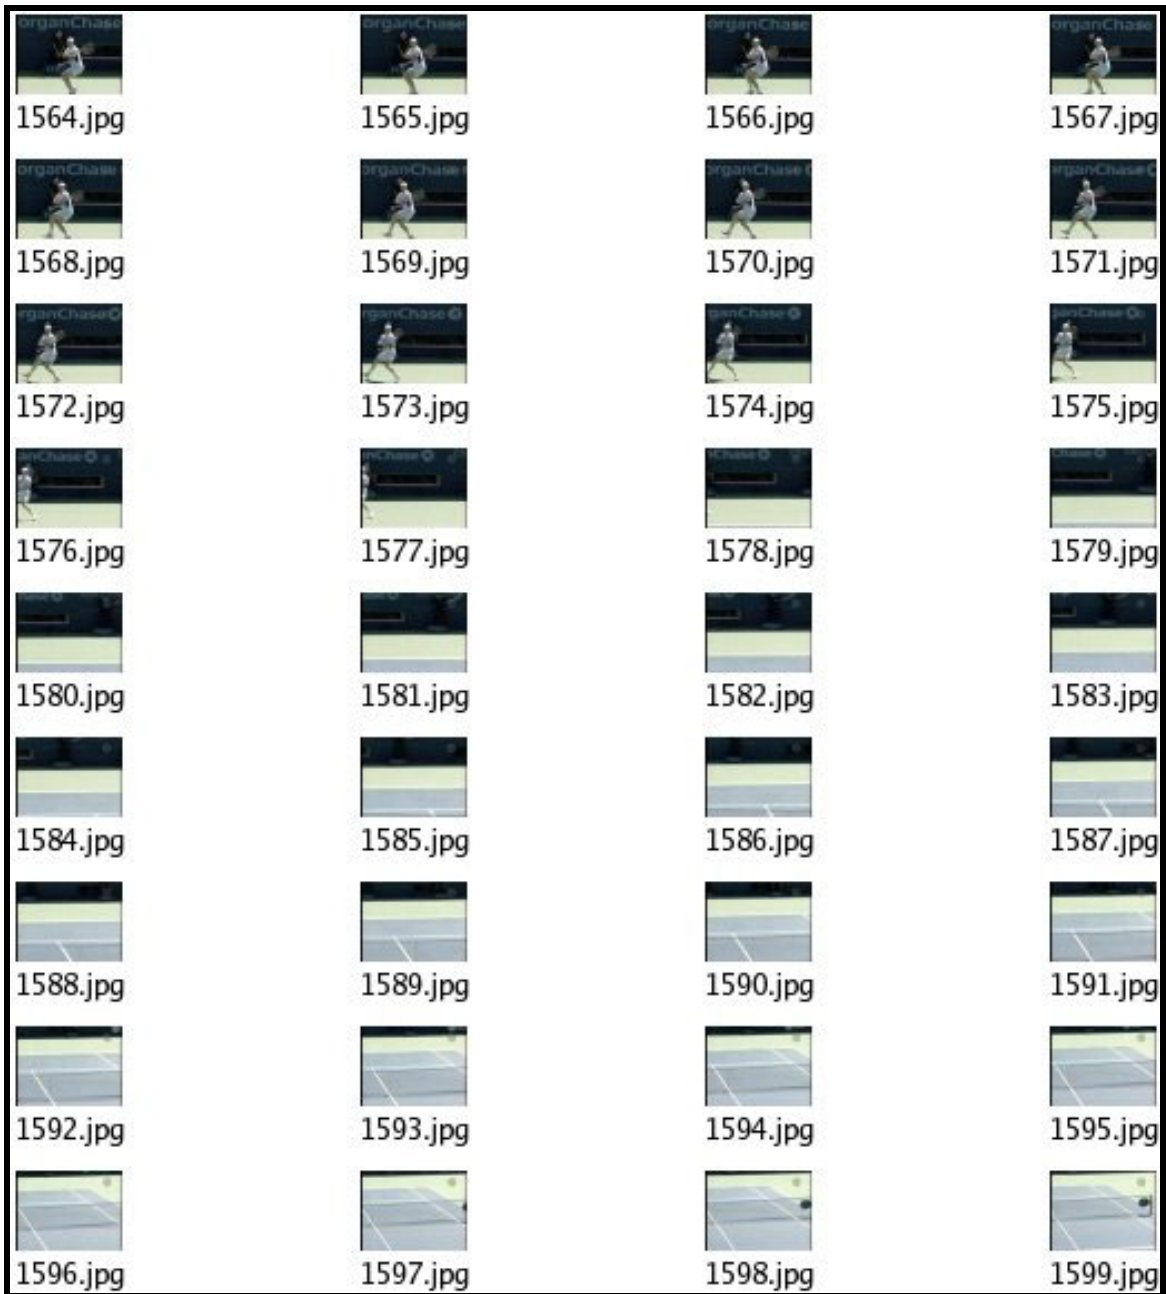 organChase
organChase
organChase
organChase
1564.jpg 1565.jpg 1566.jpg 1567.jpg
organChase
organChase
organChase
organChase
1568.jpg 1569.jpg 1570.jpg 1571.jpg
rganChase
rganChase
rganChase
ganChase
1572.jpg 1573.jpg 1574.jpg 1575.jpg
anChase
nChase
Chase
Chase
1576.jpg 1577.jpg 1578.jpg 1579.jpg
1580.jpg 1581.jpg 1582.jpg 1583.jpg
1584.jpg 1585.jpg 1586.jpg 1587.jpg
1588.jpg 1589.jpg 1590.jpg 1591.jpg
1592.jpg 1593.jpg 1594.jpg 1595.jpg
1596.jpg 1597.jpg 1598.jpg 1599.jpg